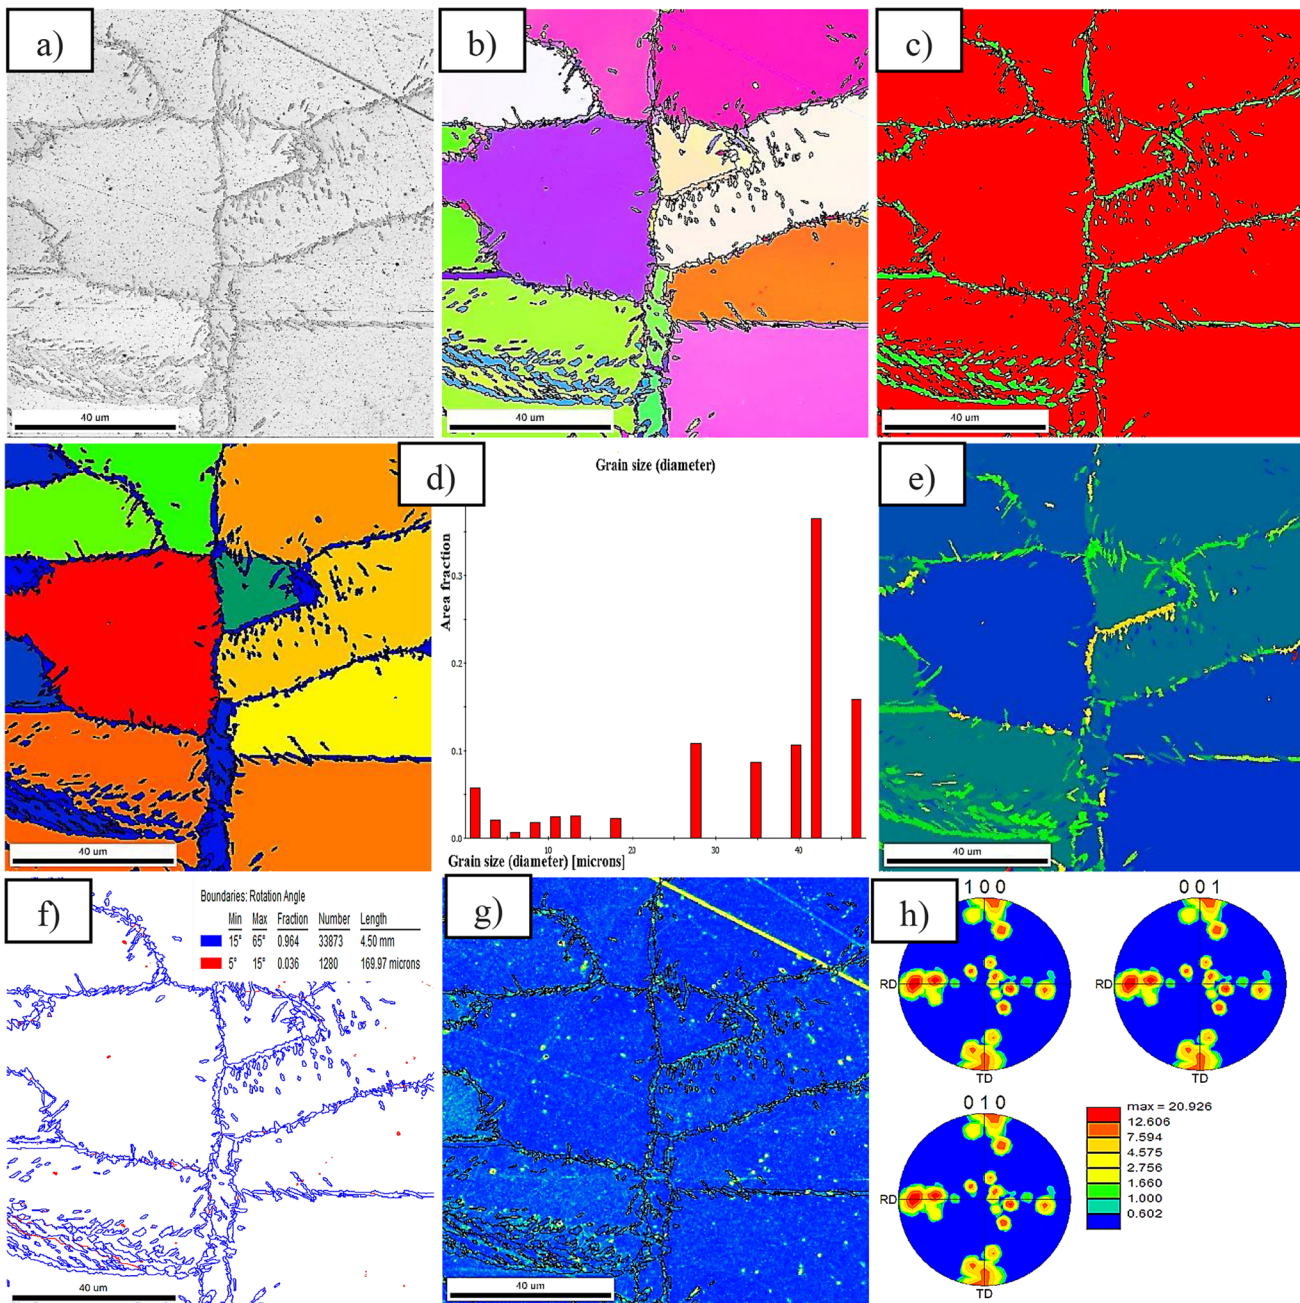 a)
b)
c)
40 um
40 um
40 um
d)
Grain size (diameter)
e)
Area fraction
0.3
0.2
0.1
0.0
10
20
30
40
Grain size (diameter) [microns]
40 um
40 um
f)
Boundaries: Rotation Angle
Min Max Fraction Number Length
15° 65° 0.964 33873 4.50 mm
5° 15° 0.036 1280 169.97 microns
40 um
g)
40 um
h)
1 0 0
0 0 1
RD
RD
TD
TD
0 1 0
RD
TD
max = 20.926
12.606
7.594
4.575
2.756
1.660
1.000
0.602